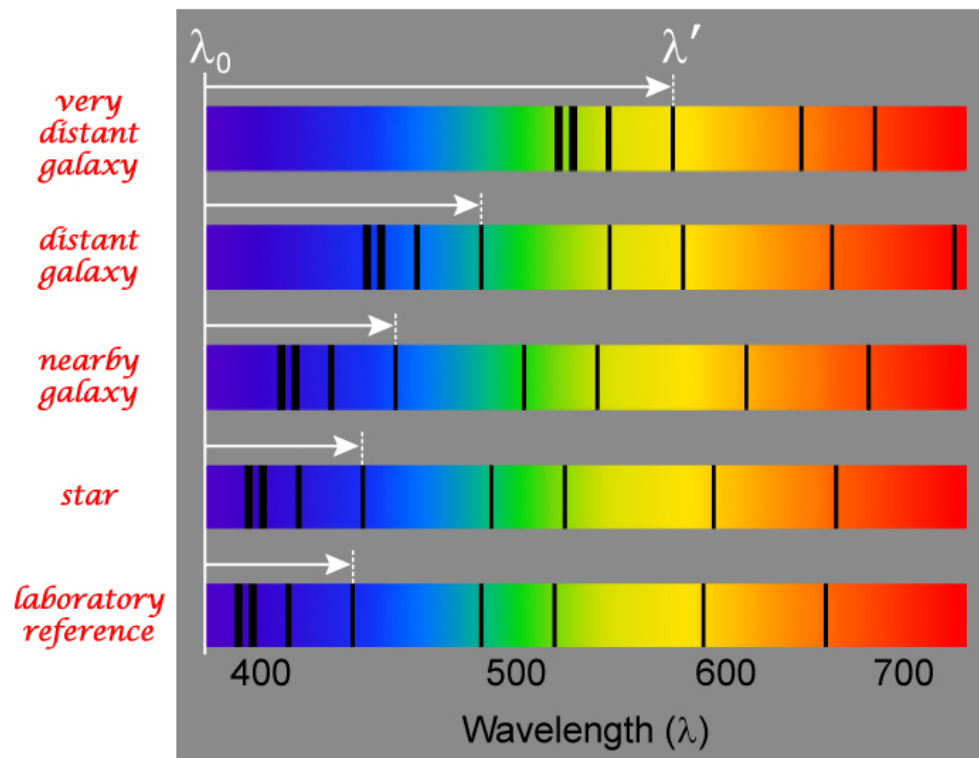 λ₀
λ′
very
distant
galaxy
distant
galaxy
nearby
galaxy
star
laboratory
reference
400 500 600 700
Wavelength (λ)